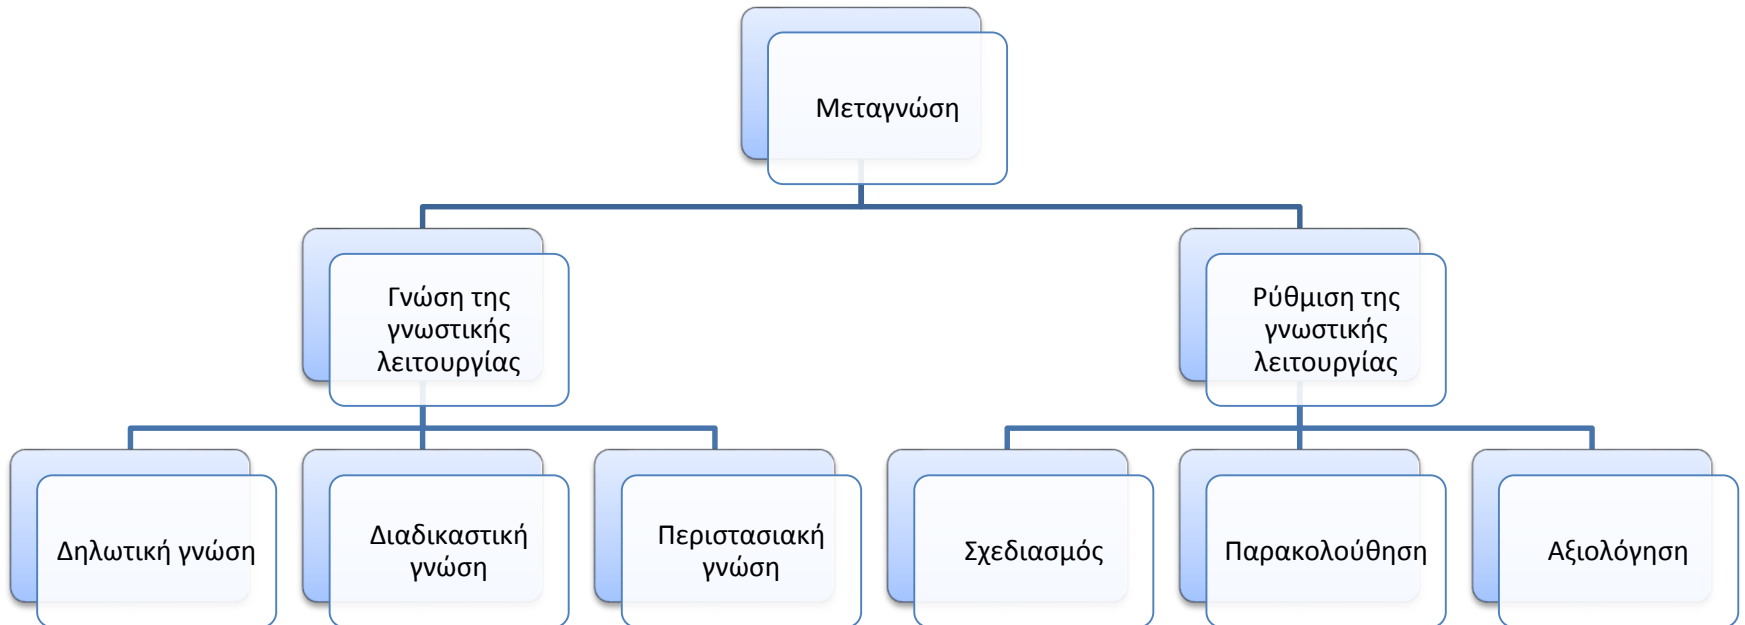 Μεταγνώση
Γνώση της
γνωστικής
λειτουργίας
Ρύθμιση της
γνωστικής
λειτουργίας
Δηλωτική γνώση
Διαδικαστική
γνώση
Περιστασιακή
γνώση
Σχεδιασμός
Παρακολούθηση
Αξιολόγηση